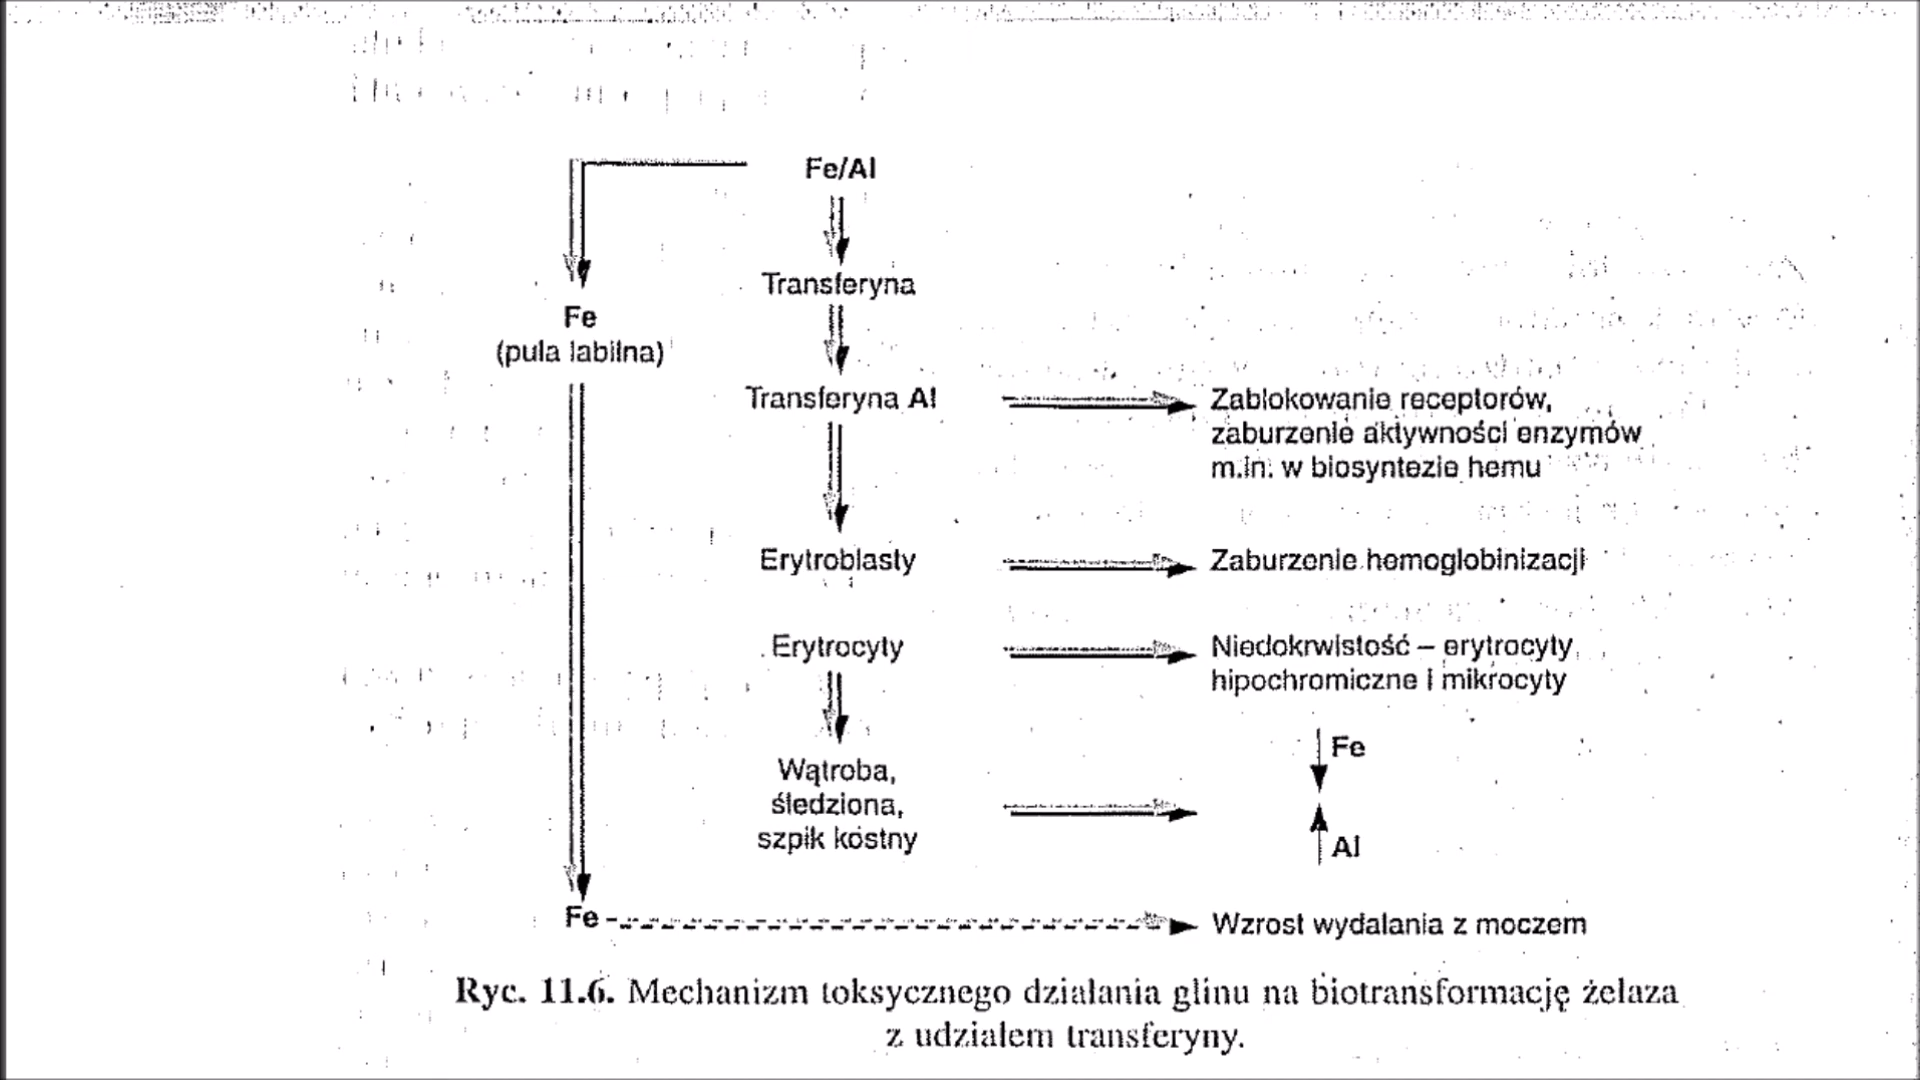 Fe/Al
Transferyna
Fe
(pula labilna)
Transferyna Al
Zablokowanie receptorów,
zaburzenie aktywności enzymów
m.in. w biosyntezie hemu
Erytroblasty
Zaburzenie hemoglobinizacji
Erytrocyty
Niedokrwistość – erytrocyty
hipochromiczne i mikrocyty
Fe
Wątroba,
śledziona,
szpik kostny
Al
Fe
Wzrost wydalania z moczem
Ryc. 11.6. Mechanizm toksycznego działania glinu na biotransformację żelaza
z udziałem transferyny.